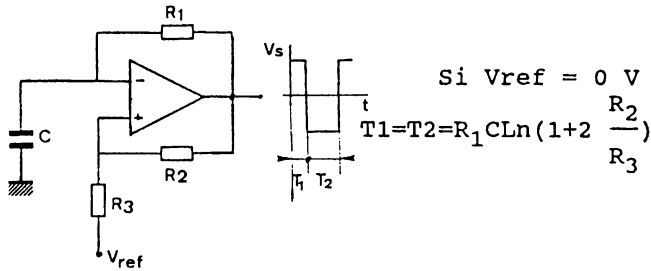 R1
Vs
-
+
C
R2
R3
Vref
t
T1 T2
Si Vref = 0 V
T1=T2=R1CLn(1+2 R2/R3)